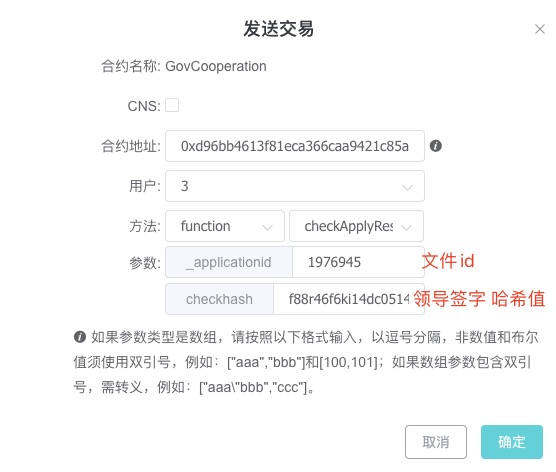 发送交易
合约名称: GovCooperation
CNS:
合约地址: 0xd96bb4613f81eca366caa9421c85a
用户: 3
方法: function checkApplyRes
参数: _applicationid 1976945 文件id
checkhash f88r46f6ki14dc0514 领导签字 哈希值
如果参数类型是数组，请按照以下格式输入，以逗号分隔，非数值和布尔
值须使用双引号，例如：["aaa","bbb"]和[100,101]；如果数组参数包含双引
号，需转义，例如：["aaa\"bbb","ccc"]。
取消 确定